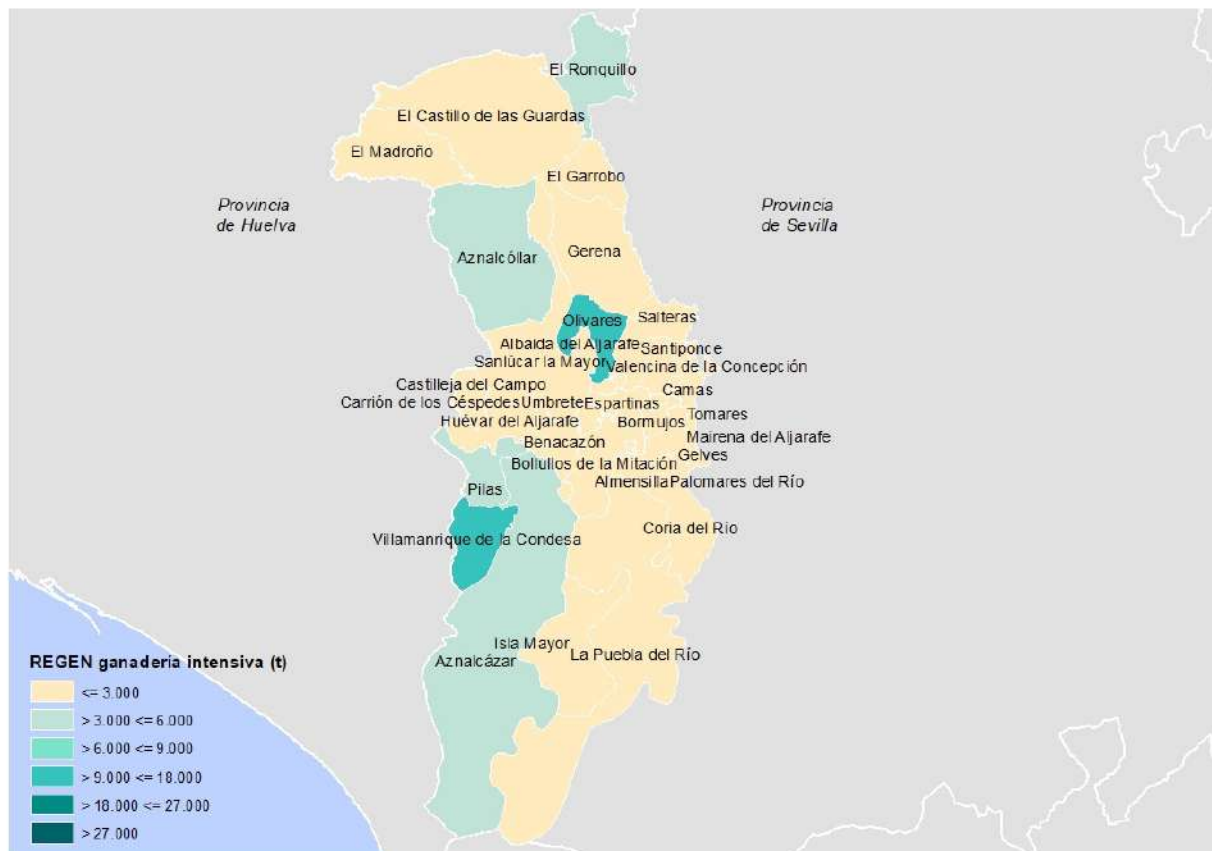 El Ronquillo
El Castillo de las Guardas
El Madroño
El Garrobo
Provincia
de Huelva
Provincia
de Sevilla
Gerena
Aznalcóllar
Olivares
Salteras
Albaida del Aljarafe
Santiponce
Sanlúcar la Mayor
Valencina de la Concepción
Castilleja del Campo
Camas
Carrión de los Céspedes
Umbrete
Espartinas
Tomares
Huévar del Aljarafe
Bormujos
Mairena del Aljarafe
Benacazón
Gelves
Bollullos de la Mitación
Almensilla
Palomares del Río
Pilas
Coria del Río
Villamanrique de la Condesa
Isla Mayor
La Puebla del Río
Aznalcázar
REGEN ganadería intensiva (t)
<= 3.000
> 3.000 <= 6.000
> 6.000 <= 9.000
> 9.000 <= 18.000
> 18.000 <= 27.000
> 27.000